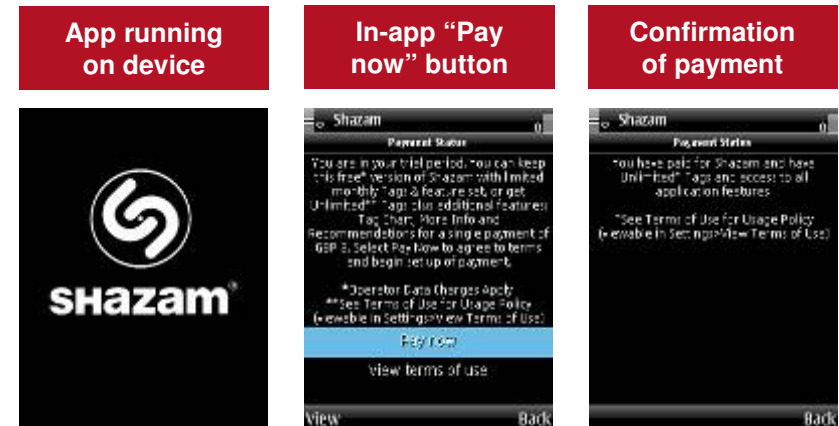 App running
on device
In-app “Pay
now” button
Confirmation
of payment
SHazam®
Shazam
Payment Status
You are in your trial period. You can keep
this free* version of Shazam with limited
monthly Tags & feature set, or get
Unlimited** Tags plus additional features:
Tag Chart, More Info and
Recommendations for a single payment of
GBP Select Pay Now to agree to terms
and begin set up of payment.
*Operator Data Charges Apply
**See Terms of Use for Usage Policy
(viewable in Settings>View Terms of Use)
Pay now
View terms of use
View
Back
Shazam
Payment Status
You have paid for Shazam and have
Unlimited* Tags and access to all
application features
*See Terms of Use for Usage Policy
(viewable in Settings>View Terms of Use)
Back